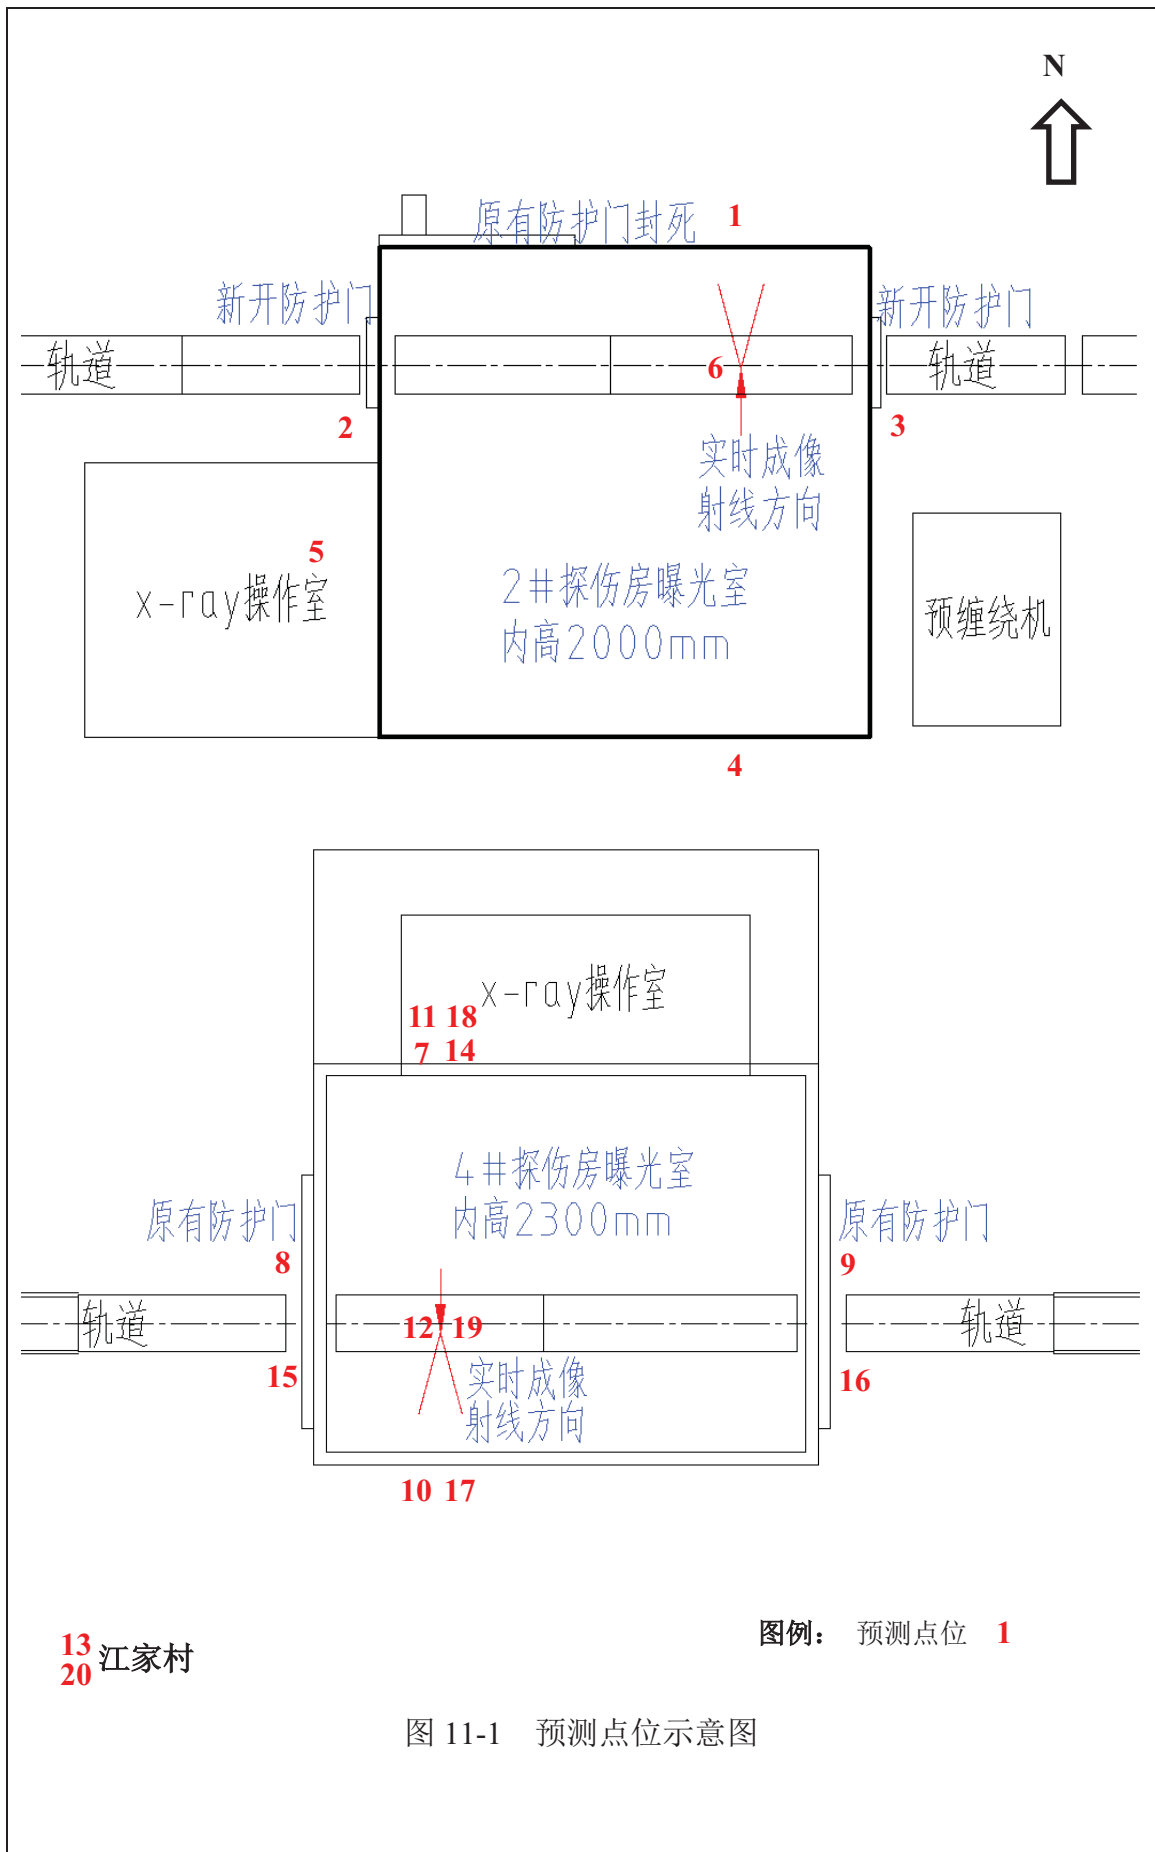 N
原有防护门封死 1
新开防护门
新开防护门
轨道
6
轨道
2
3
实时成像
射线方向
5
x-ray操作室
2#探伤房曝光室
内高2000mm
预缠绕机
4
x-ray操作室
11 18
7 14
4#探伤房曝光室
内高2300mm
原有防护门
原有防护门
8
9
轨道
12 19
轨道
15
16
实时成像
射线方向
10 17
图例： 预测点位 1
13
20
江家村
图 11-1 预测点位示意图